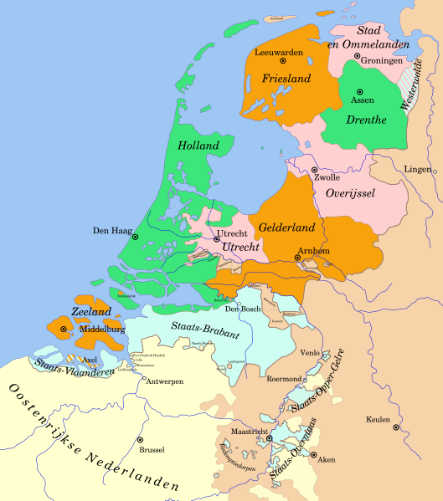 Stad
en Ommelanden
Leeuwarden
Groningen
Friesland
Westerwolde
Assen
Drenthe
Holland
Lingen
Zwolle
Overijssel
Den Haag
Utrecht
Utrecht
Gelderland
Arnhem
Zeeland
Den Bosch
Middelburg
Staats-Brabant
Axel
Staats-Vlaanderen
Venlo
Antwerpen
Roermond
Staats-Opper-Gelre
Oostenrijkse Nederlanden
Maastricht
Keulen
Brussel
Staats-Overmaas
Aken